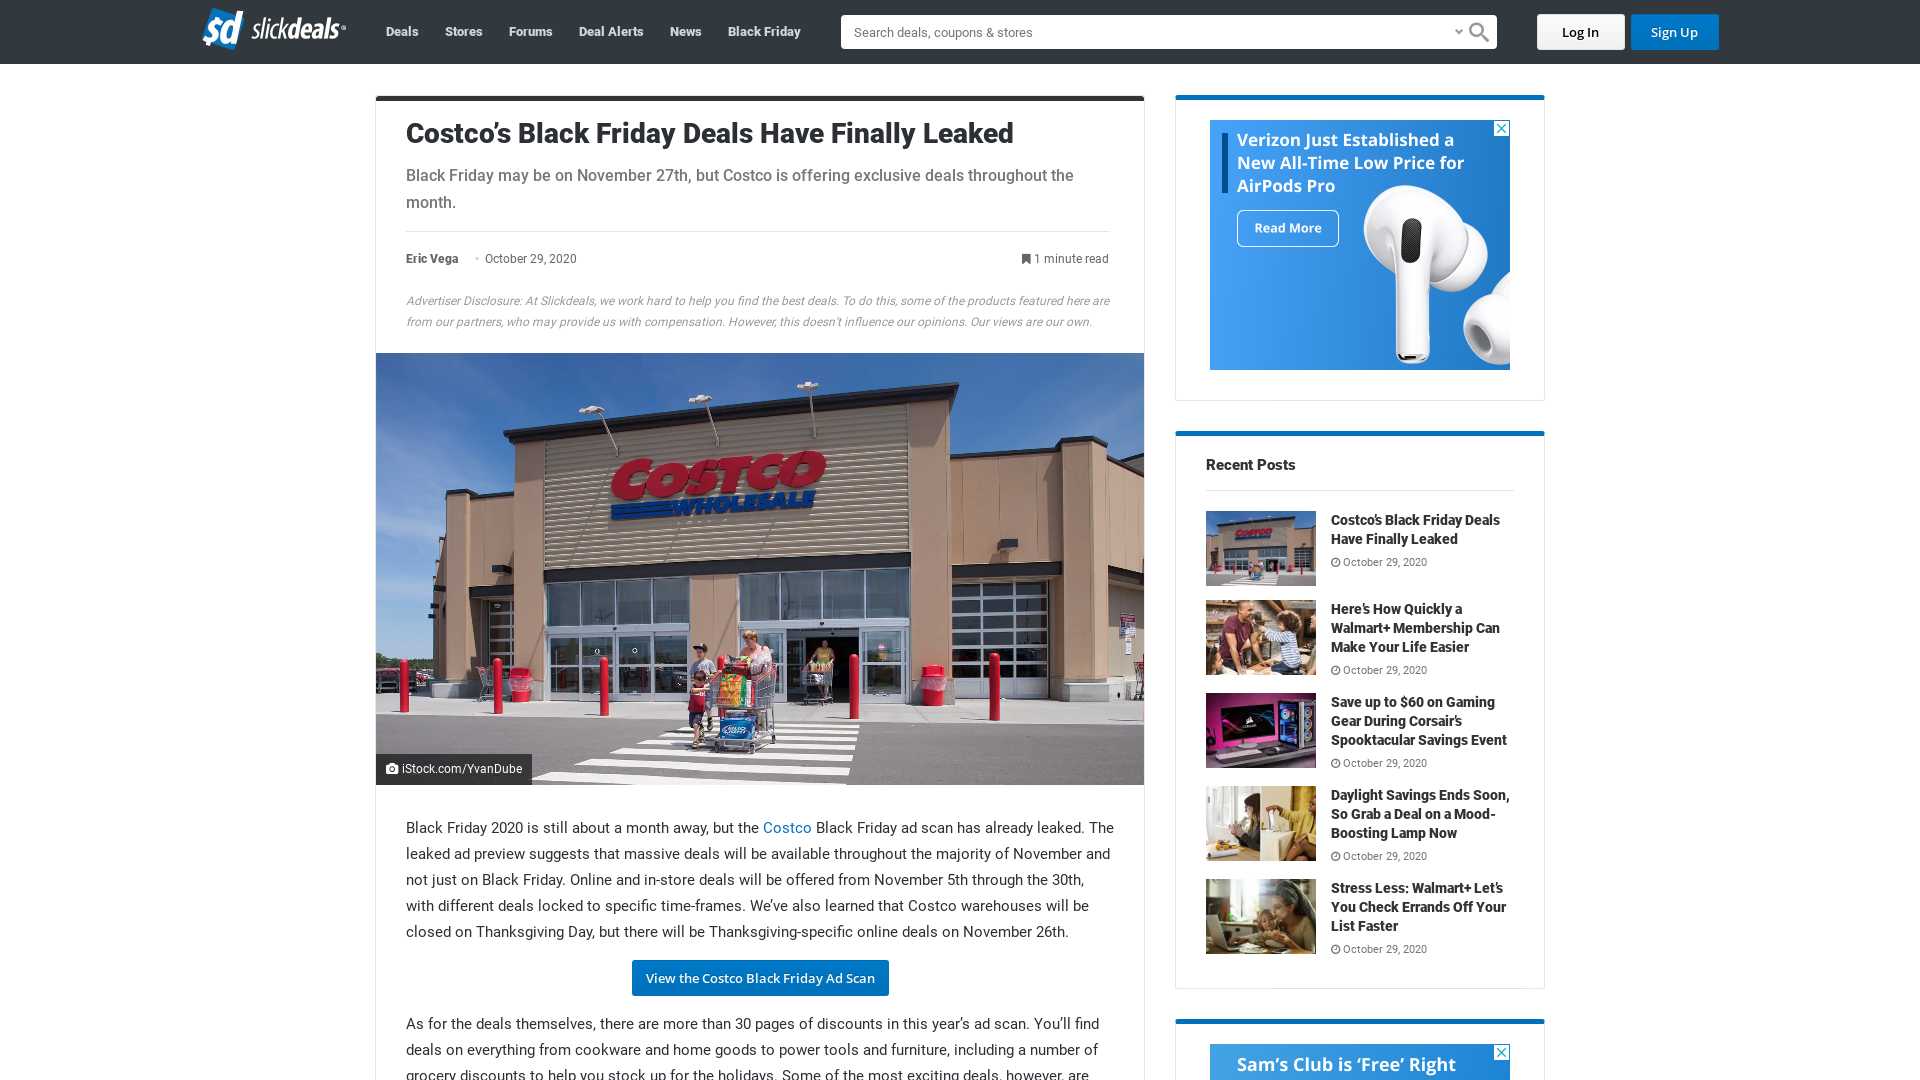 $d slickdeals
Deals
Stores
Forums
Deal Alerts
News
Black Friday
Search deals, coupons & stores
Log In
Sign Up
Costco’s Black Friday Deals Have Finally Leaked
Black Friday may be on November 27th, but Costco is offering exclusive deals throughout the
month.
Eric Vega • October 29, 2020
1 minute read
Advertiser Disclosure: At Slickdeals, we work hard to help you find the best deals. To do this, some of the products featured here are
from our partners, who may provide us with compensation. However, this doesn’t influence our opinions. Our views are our own.
COSTCO
WHOLESALE
iStock.com/YvanDube
Black Friday 2020 is still about a month away, but the Costco Black Friday ad scan has already leaked. The
leaked ad preview suggests that massive deals will be available throughout the majority of November and
not just on Black Friday. Online and in-store deals will be offered from November 5th through the 30th,
with different deals locked to specific time-frames. We’ve also learned that Costco warehouses will be
closed on Thanksgiving Day, but there will be Thanksgiving-specific online deals on November 26th.
View the Costco Black Friday Ad Scan
As for the deals themselves, there are more than 30 pages of discounts in this year’s ad scan. You’ll find
deals on everything from cookware and home goods to power tools and furniture, including a number of
grocery discounts to help you stock up for the holidays. Some of the most exciting deals, however, are
Verizon Just Established a
New All-Time Low Price for
AirPods Pro
Read More
Recent Posts
Costco’s Black Friday Deals
Have Finally Leaked
October 29, 2020
Here’s How Quickly a
Walmart+ Membership Can
Make Your Life Easier
October 29, 2020
Save up to $60 on Gaming
Gear During Corsair’s
Spooktacular Savings Event
October 29, 2020
Daylight Savings Ends Soon,
So Grab a Deal on a Mood-
Boosting Lamp Now
October 29, 2020
Stress Less: Walmart+ Let’s
You Check Errands Off Your
List Faster
October 29, 2020
Sam’s Club is ‘Free’ Right